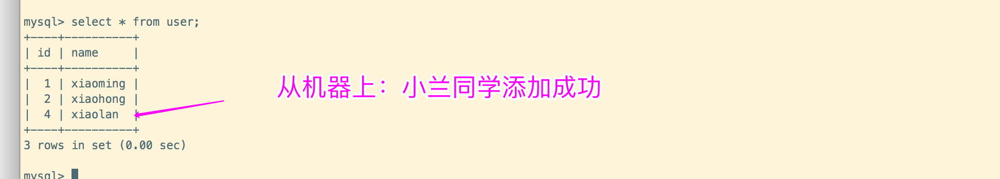 mysql> select * from user;
+----+----------+
| id | name     |
+----+----------+
|  1 | xiaoming |
|  2 | xiaohong |
|  4 | xiaolan  |
+----+----------+
从机器上：小兰同学添加成功
3 rows in set (0.00 sec)
mysql>